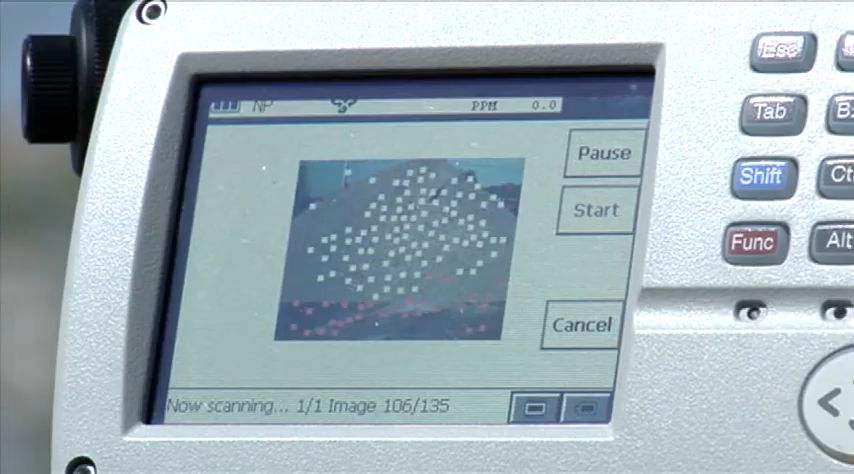 NP PPM 0.0
Pause
Start
Cancel
Now scanning... 1/1 Image 106/135
Esc
Tab
B
Shift
Ct
Func
Alt
<